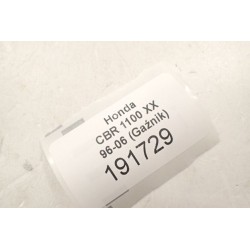 Honda
CBR 1100 XX
96-06 (Gaźnik)
191729